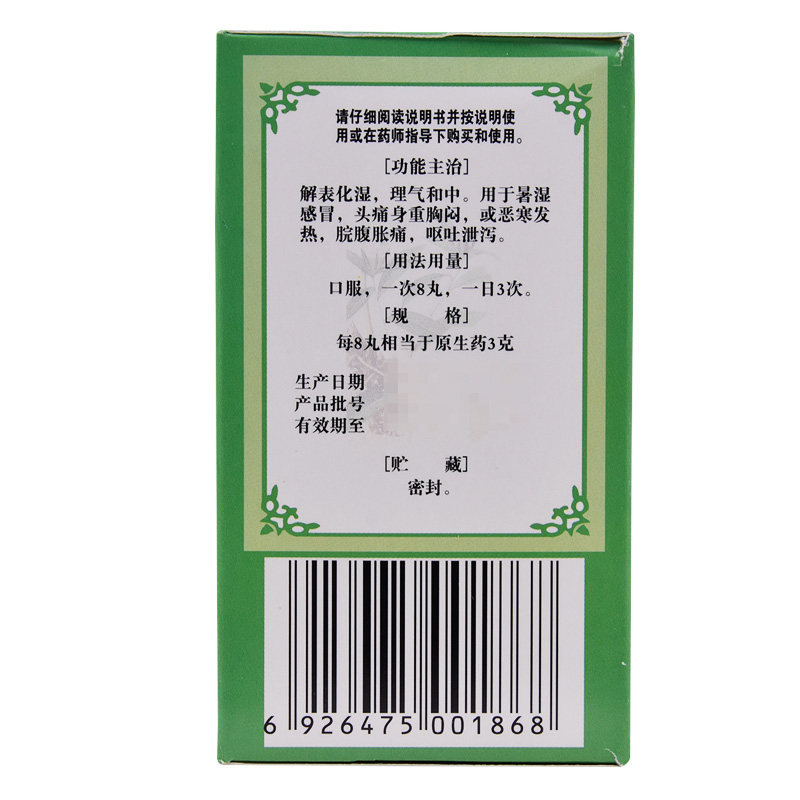 请仔细阅读说明书并按说明使
用或在药师指导下购买和使用。
[功能主治]
解表化湿，理气和中。用于暑湿
感冒，头痛身重胸闷，或恶寒发
热，脘腹胀痛，呕吐泄泻。
[用法用量]
口服，一次8丸，一日3次。
[规　　格]
每8丸相当于原生药3克
生产日期
产品批号
有效期至
[贮　　藏]
密封。
6 926475 001868